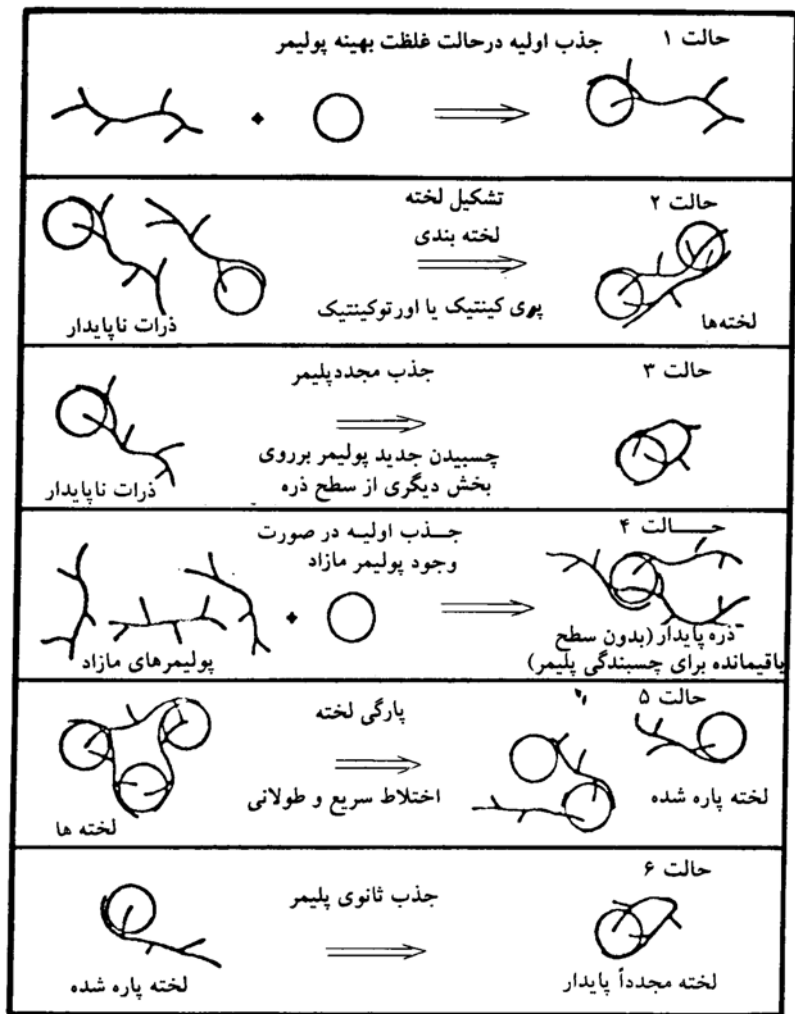 حالت ۱
جذب اولیه درحالت غلظت بهینه پولیمر
+
حالت ۲
تشکیل لخته
لخته بندی
پری کینتیک یا اورتوکینتیک
ذرات ناپایدار
لخته‌ها
حالت ۳
جذب مجددپلیمر
چسبیدن جدید پولیمر برروی
بخش دیگری از سطح ذره
ذرات ناپایدار
حـــالت ۴
جــذب اولیـه در صورت
وجود پولیمر مازاد
+
پولیمرهای مازاد
ذره پایدار (بدون سطح
باقیمانده برای چسبندگی پلیمر)
حالت ۵
پارگی لخته
اختلاط سریع و طولانی
لخته ها
لخته پاره شده
حالت ۶
جذب ثانوی پلیمر
لخته پاره شده
لخته مجدداً پایدار